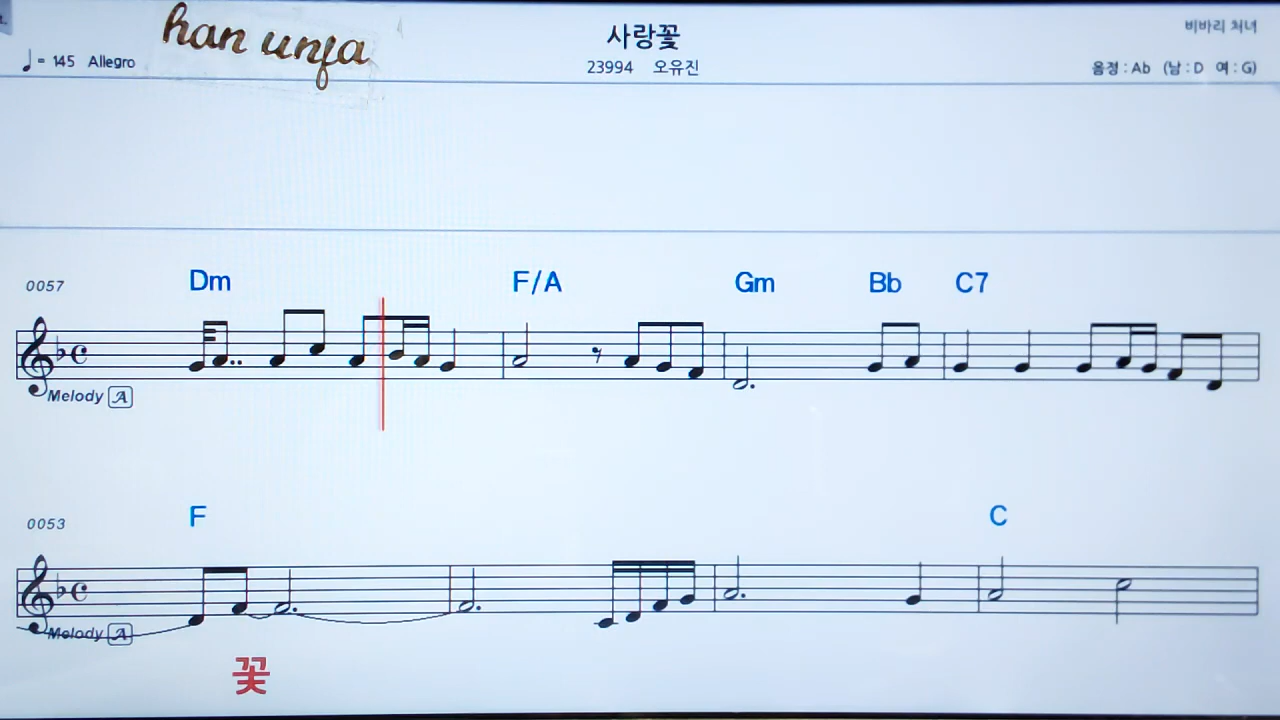 han unja
사랑꽃
비바리 처녀
♩ = 145 Allegro
23994 오유진
음정 : Ab (남 : D 여 : G)
0057 Dm F/A Gm Bb C7
Melody A
0053 F C
Melody A
꽃